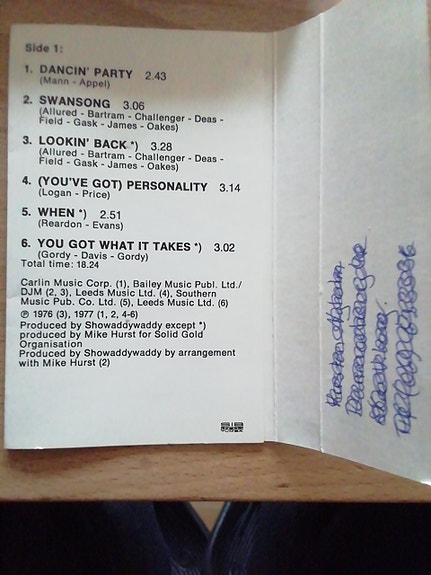 Side 1:
1. DANCIN' PARTY 2.43
(Mann - Appel)
2. SWANSONG 3.06
(Allured - Bartram - Challenger - Deas -
Field - Gask - James - Oakes)
3. LOOKIN' BACK *) 3.28
(Allured - Bartram - Challenger - Deas -
Field - Gask - James - Oakes)
4. (YOU'VE GOT) PERSONALITY 3.14
(Logan - Price)
5. WHEN *) 2.51
(Reardon - Evans)
6. YOU GOT WHAT IT TAKES *) 3.02
(Gordy - Davis - Gordy)
Total time: 18.24
Carlin Music Corp. (1), Bailey Music Publ. Ltd./
DJM (2, 3), Leeds Music Ltd. (4), Southern
Music Pub. Co. Ltd. (5), Leeds Music Ltd. (6)
℗ 1976 (3), 1977 (1, 2, 4-6)
Produced by Showaddywaddy except *)
produced by Mike Hurst for Solid Gold
Organisation
Produced by Showaddywaddy by arrangement
with Mike Hurst (2)